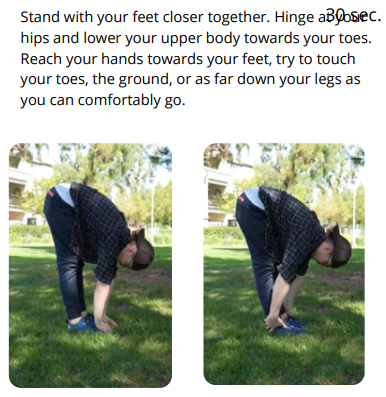 Stand with your feet closer together. Hinge at your
30 sec.
hips and lower your upper body towards your toes.
Reach your hands towards your feet, try to touch
your toes, the ground, or as far down your legs as
you can comfortably go.